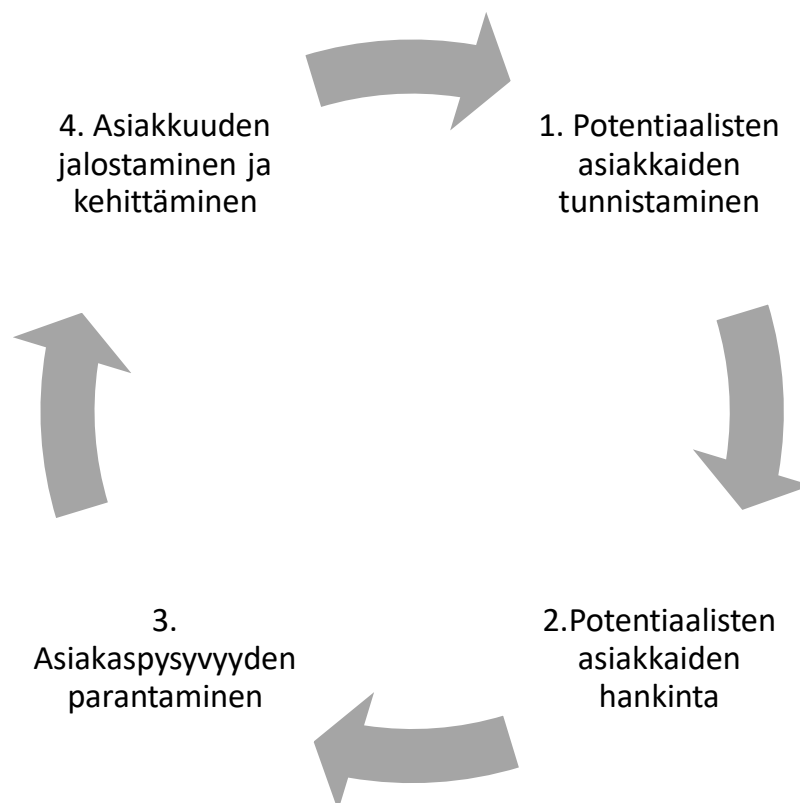 1. Potentiaalisten
asiakkaiden
tunnistaminen
2.Potentiaalisten
asiakkaiden
hankinta
3.
Asiakaspysyvyyden
parantaminen
4. Asiakkuuden
jalostaminen ja
kehittäminen